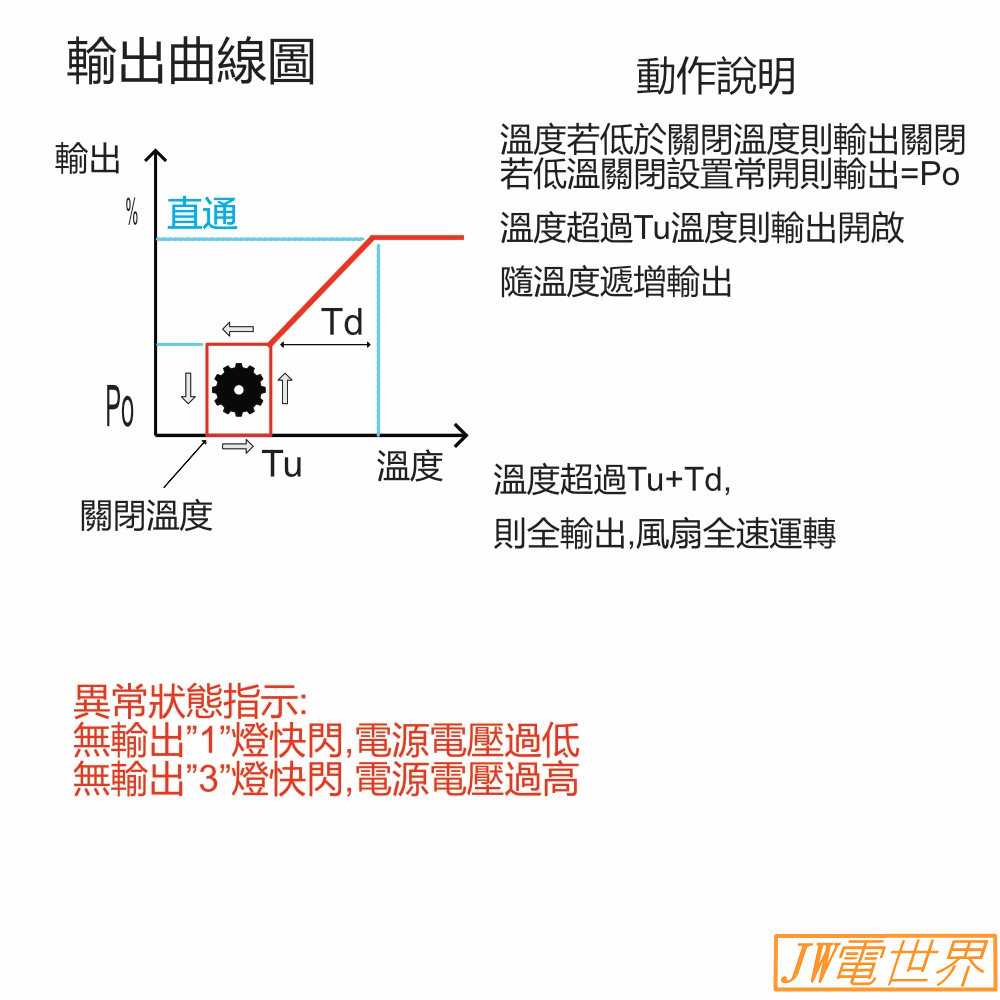 輸出曲線圖
動作說明
溫度若低於關閉溫度則輸出關閉
若低溫關閉設置常開則輸出=Po
溫度超過Tu溫度則輸出開啟
隨溫度遞增輸出
輸出
%
直通
Td
Po
Tu
溫度
關閉溫度
溫度超過Tu+Td,
則全輸出,風扇全速運轉
異常狀態指示:
無輸出”1”燈快閃,電源電壓過低
無輸出”3”燈快閃,電源電壓過高
JW電世界